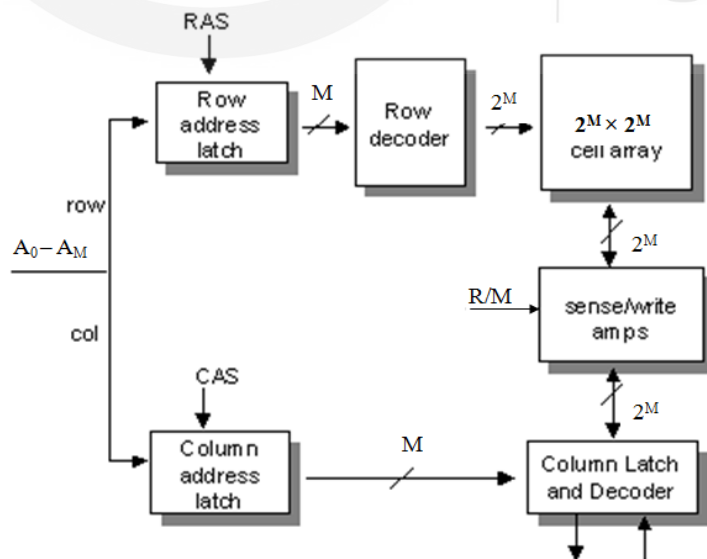 RAS
Row
address
latch
M
Row
decoder
2ᴹ
2ᴹ × 2ᴹ
cell array
row
A₀ – A_M
col
2ᴹ
R/M
sense/write
amps
2ᴹ
CAS
Column
address
latch
M
Column Latch
and Decoder